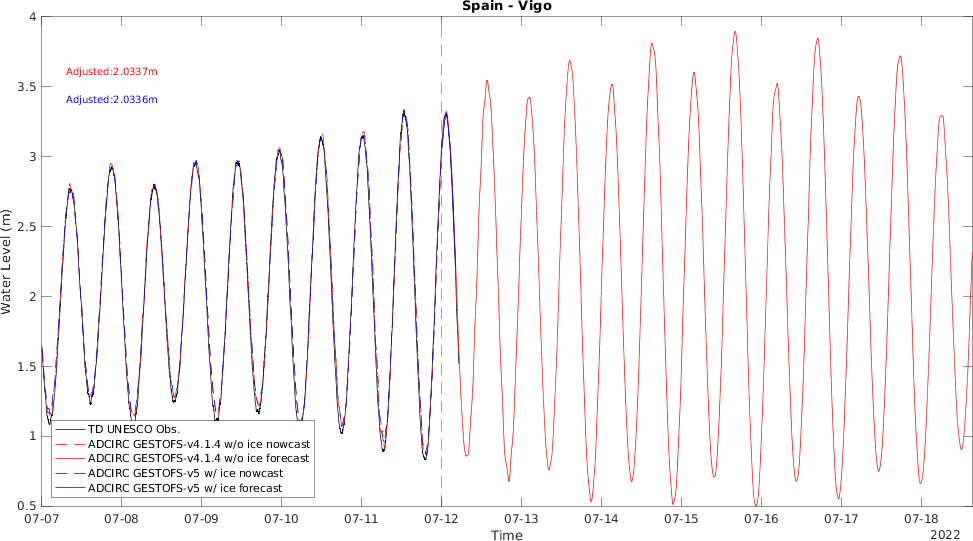 Spain - Vigo
4
3.5
3
2.5
2
1.5
1
0.5
Water Level (m)
Adjusted:2.0337m
Adjusted:2.0336m
TD UNESCO Obs.
ADCIRC GESTOFS-v4.1.4 w/o ice nowcast
ADCIRC GESTOFS-v4.1.4 w/o ice forecast
ADCIRC GESTOFS-v5 w/ ice nowcast
ADCIRC GESTOFS-v5 w/ ice forecast
07-07 07-08 07-09 07-10 07-11 07-12 07-13 07-14 07-15 07-16 07-17 07-18
Time
2022